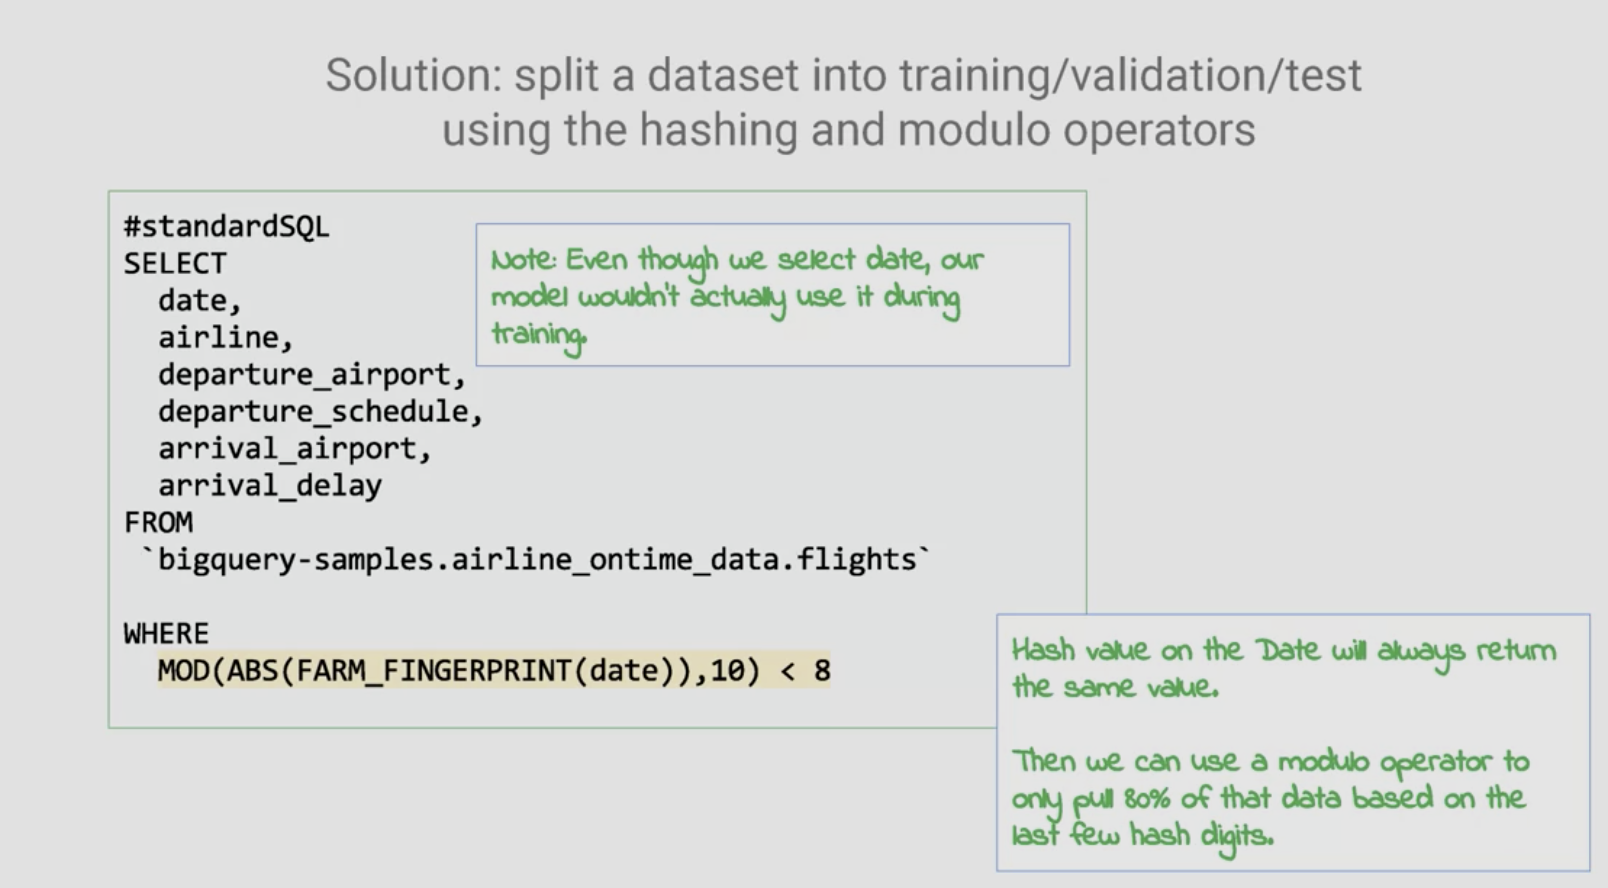 Solution: split a dataset into training/validation/test
using the hashing and modulo operators
#standardSQL
SELECT
date,
airline,
departure_airport,
departure_schedule,
arrival_airport,
arrival_delay
FROM
`bigquery-samples.airline_ontime_data.flights`
WHERE
MOD(ABS(FARM_FINGERPRINT(date)),10) < 8
Note: Even though we select date, our
model wouldn't actually use it during
training.
Hash value on the Date will always return
the same value.
Then we can use a modulo operator to
only pull 80% of that data based on the
last few hash digits.